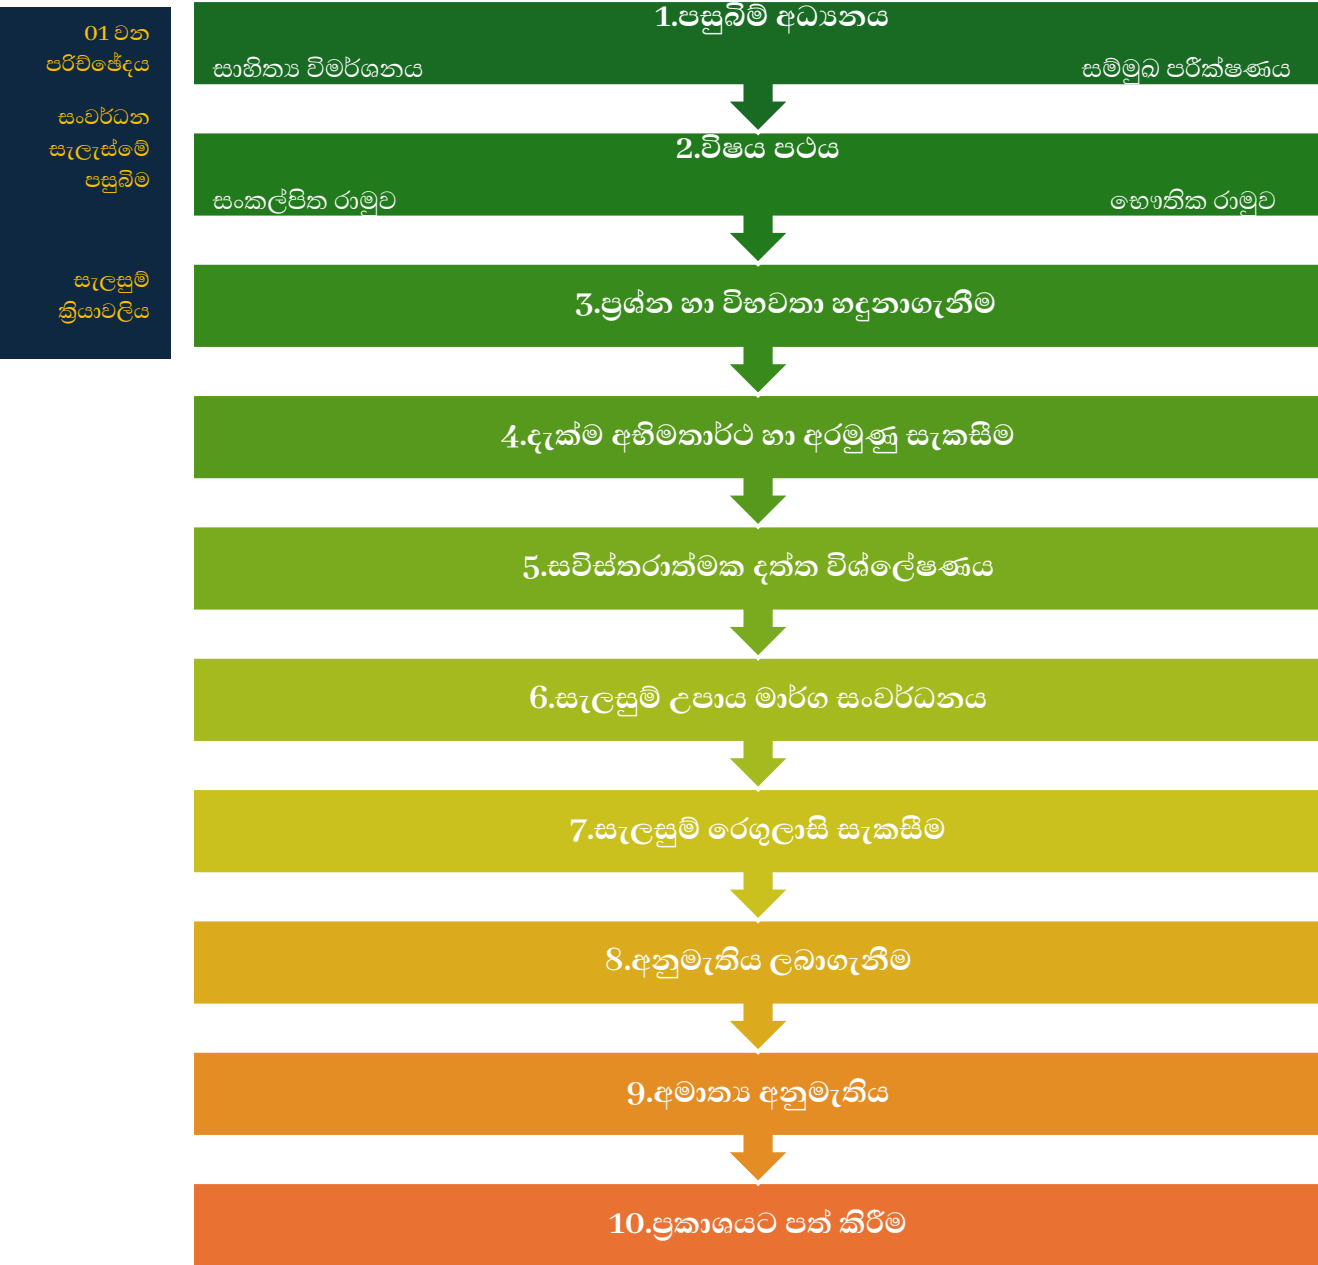 01 වන
පරිච්ඡේදය
සංවර්ධන
සැලැස්මේ
පසුබිම
සැලසුම්
ක්‍රියාවලිය
1.පසුබිම් අධ්‍යනය
සාහිත්‍ය විමර්ශනය සම්මුඛ පරීක්ෂණය
2.විෂය පථය
සංකල්පිත රාමුව භෞතික රාමුව
3.ප්‍රශ්න හා විභවතා හදුනාගැනීම
4.දැක්ම අභිමතාර්ථ හා අරමුණු සැකසීම
5.සවිස්තරාත්මක දත්ත විශ්ලේෂණය
6.සැලසුම් උපාය මාර්ග සංවර්ධනය
7.සැලසුම් රෙගුලාසි සැකසීම
8.අනුමැතිය ලබාගැනීම
9.අමාත්‍ය අනුමැතිය
10.ප්‍රකාශයට පත් කිරීම